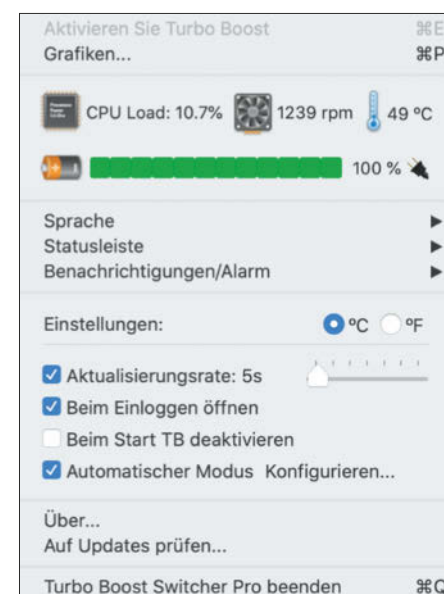 Aktivieren Sie Turbo Boost ⌘E
Grafiken... ⌘P
CPU Load: 10.7% 1239 rpm 49 ºC
100 %
Sprache
Statusleiste
Benachrichtigungen/Alarm
Einstellungen: ºC ºF
Aktualisierungsrate: 5s
Beim Einloggen öffnen
Beim Start TB deaktivieren
Automatischer Modus Konfigurieren...
Über...
Auf Updates prüfen...
Turbo Boost Switcher Pro beenden ⌘Q